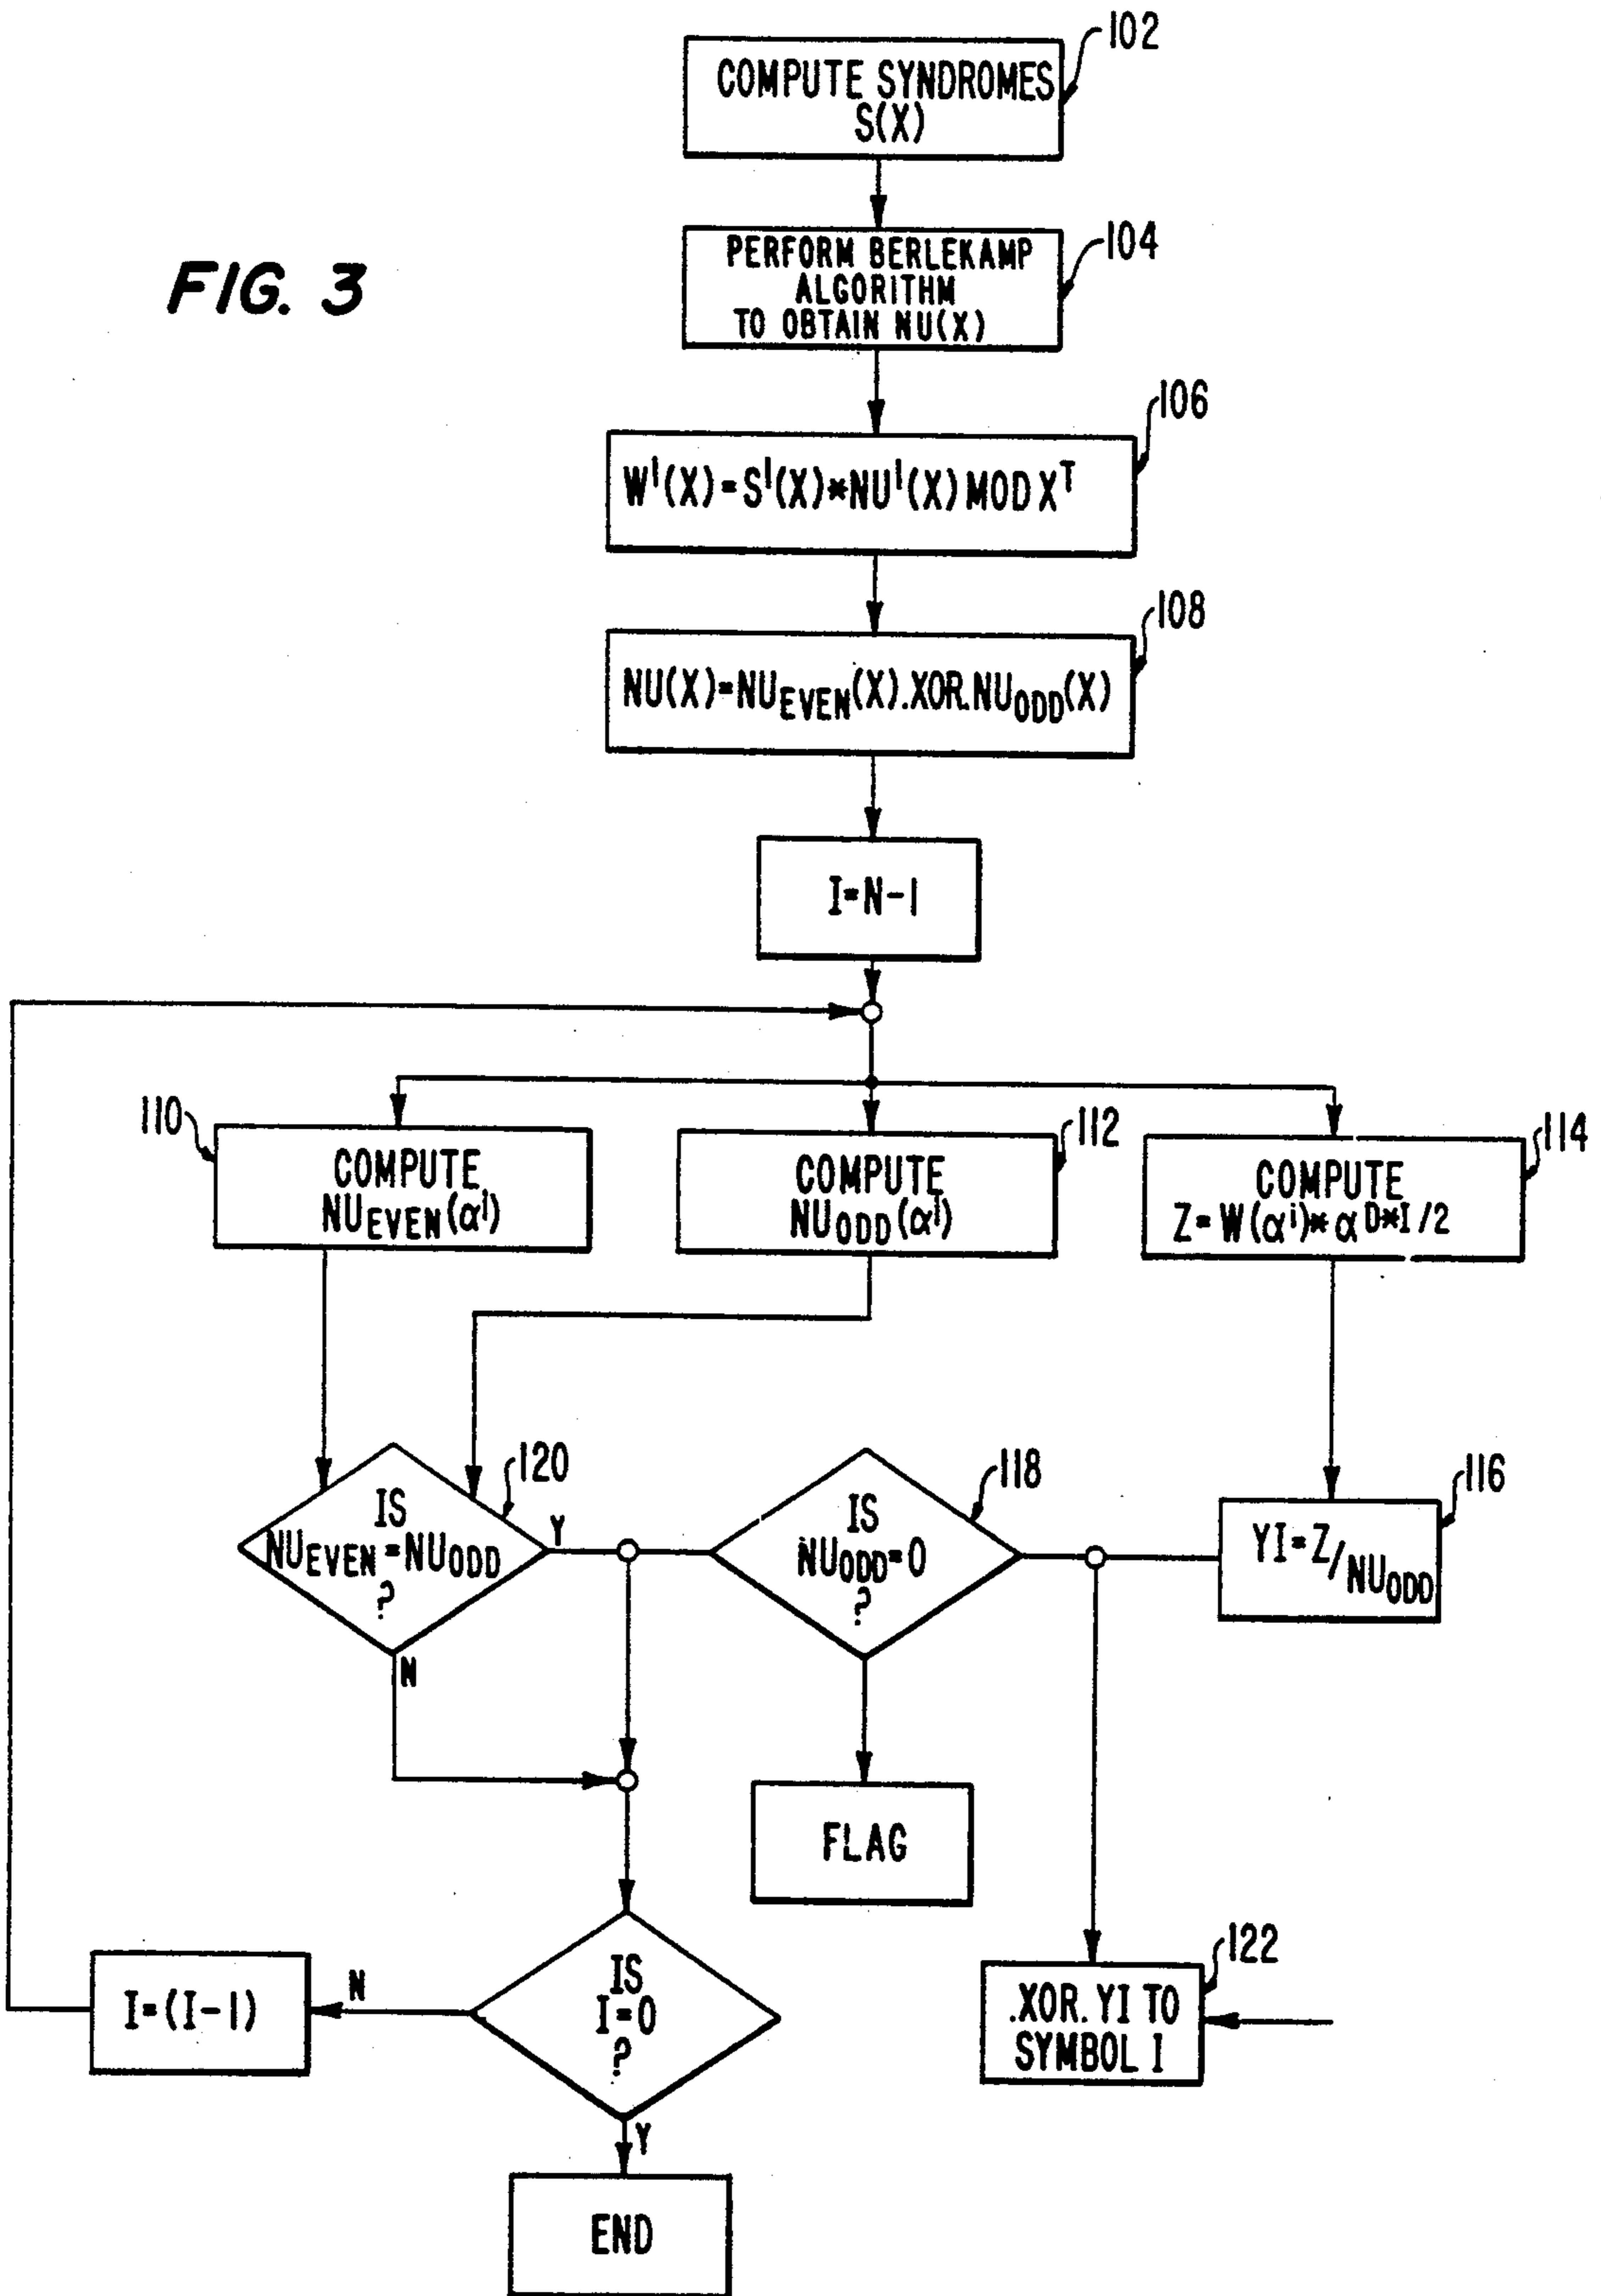 102
COMPUTE SYNDROMES
S(X)
FIG. 3
104
PERFORM BERLEKAMP
ALGORITHM
TO OBTAIN NU(X)
106
W^I(X)=S^I(X)*NU^I(X) MOD X^T
108
NU(X)=NU_EVEN(X).XOR.NU_ODD(X)
I=N-1
110
COMPUTE
NU_EVEN(α^i)
112
COMPUTE
NU_ODD(α^i)
114
COMPUTE
Z=W(α^i)*α^D*I/2
120
IS
NU_EVEN=NU_ODD
?
Y
N
118
IS
NU_ODD=0
?
116
YI=Z/NU_ODD
FLAG
122
.XOR. YI TO
SYMBOL I
IS
I=0
?
N
I=(I-1)
Y
END